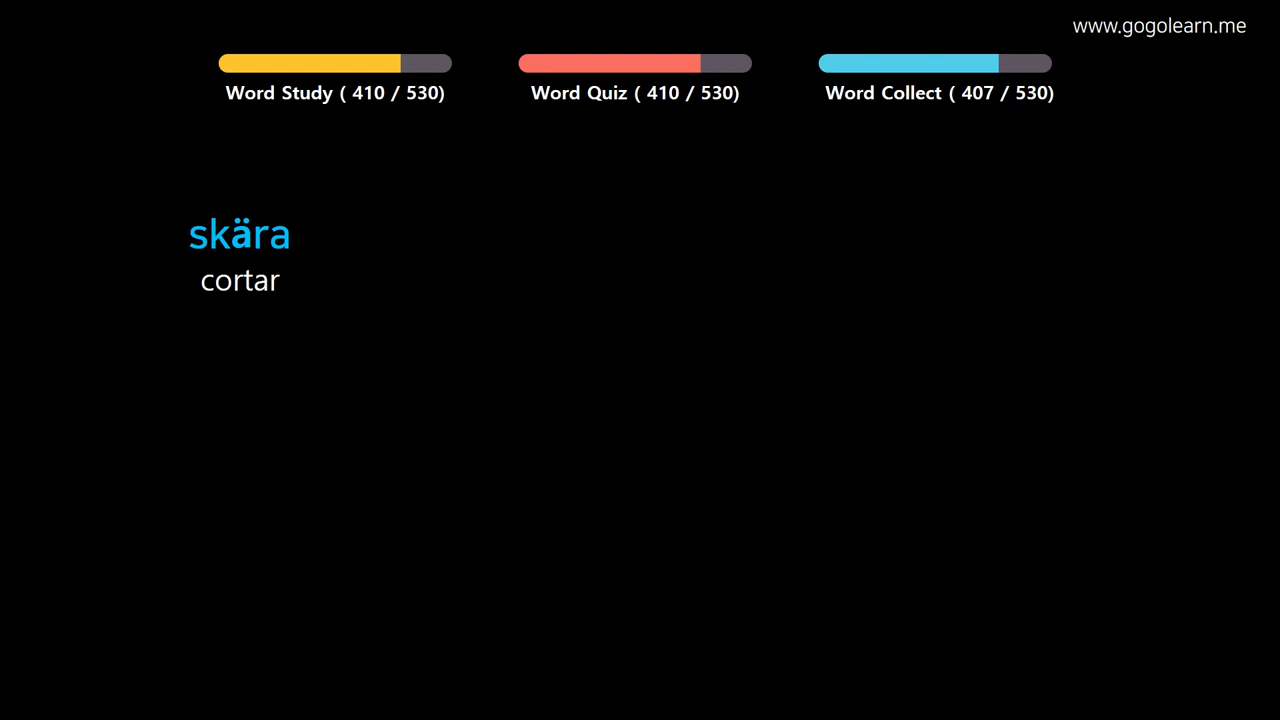 www.gogolearn.me
Word Study ( 410 / 530)
Word Quiz ( 410 / 530)
Word Collect ( 407 / 530)
skära
cortar